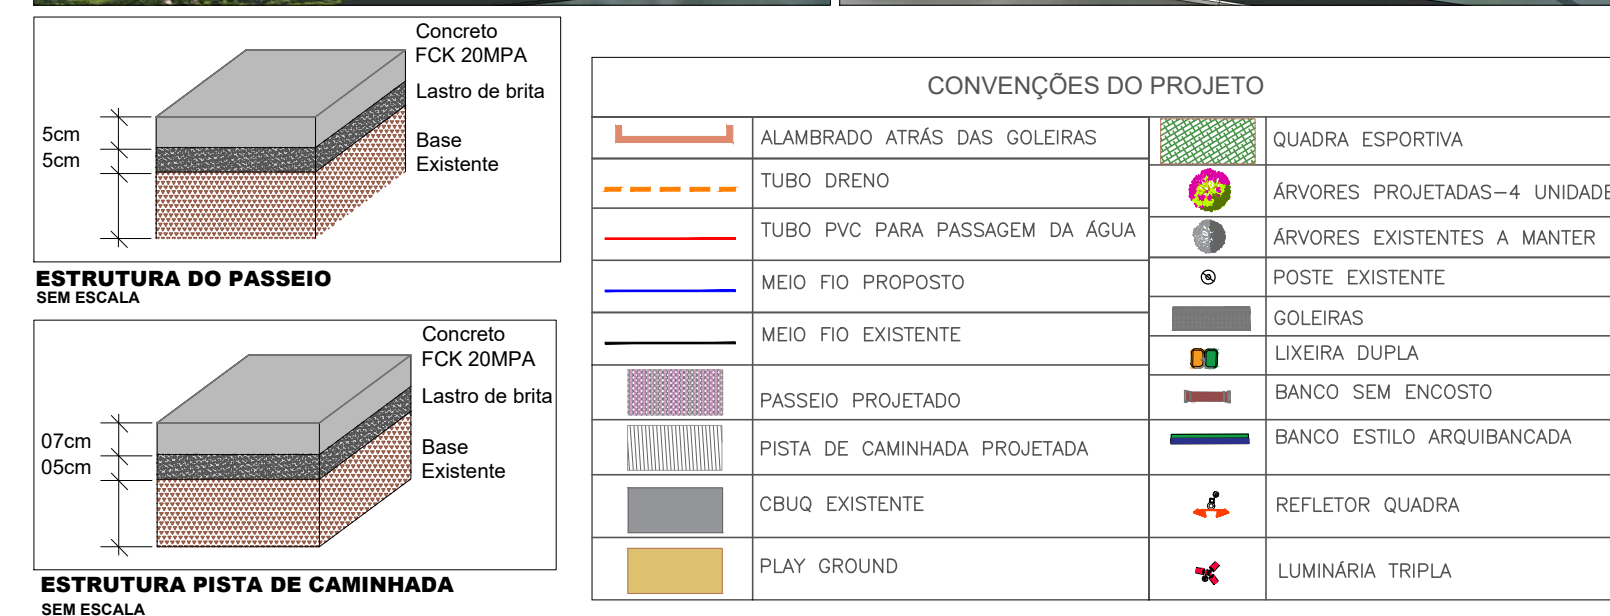 Concreto
FCK 20MPA
Lastro de brita
5cm
5cm
Base
Existente
ESTRUTURA DO PASSEIO
SEM ESCALA
Concreto
FCK 20MPA
Lastro de brita
07cm
05cm
Base
Existente
ESTRUTURA PISTA DE CAMINHADA
SEM ESCALA
CONVENÇÕES DO PROJETO
ALAMBRADO ATRÁS DAS GOLEIRAS
TUBO DRENO
TUBO PVC PARA PASSAGEM DA ÁGUA
MEIO FIO PROPOSTO
MEIO FIO EXISTENTE
PASSEIO PROJETADO
PISTA DE CAMINHADA PROJETADA
CBUQ EXISTENTE
PLAY GROUND
QUADRA ESPORTIVA
ÁRVORES PROJETADAS-4 UNIDADE
ÁRVORES EXISTENTES A MANTER
POSTE EXISTENTE
GOLEIRAS
LIXEIRA DUPLA
BANCO SEM ENCOSTO
BANCO ESTILO ARQUIBANCADA
REFLETOR QUADRA
LUMINÁRIA TRIPLA